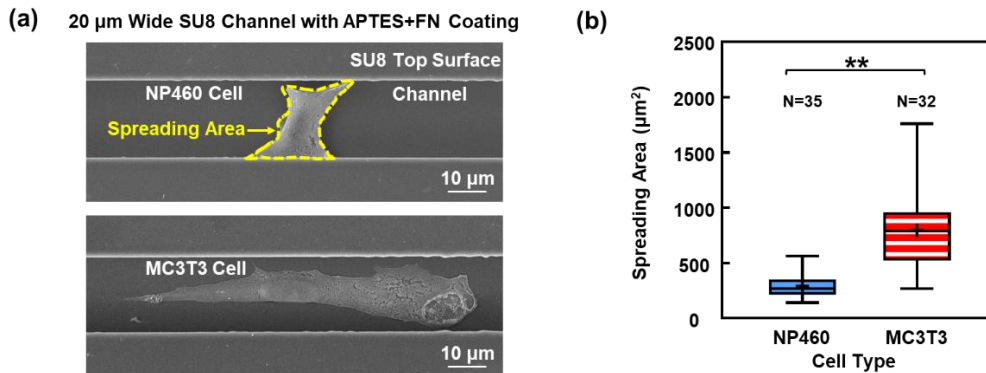 (a) 20 µm Wide SU8 Channel with APTES+FN Coating
SU8 Top Surface
NP460 Cell
Channel
Spreading Area
10 µm
MC3T3 Cell
10 µm
(b)
2500
2000
1500
1000
500
0
Spreading Area (µm²)
**
N=35
N=32
NP460
MC3T3
Cell Type